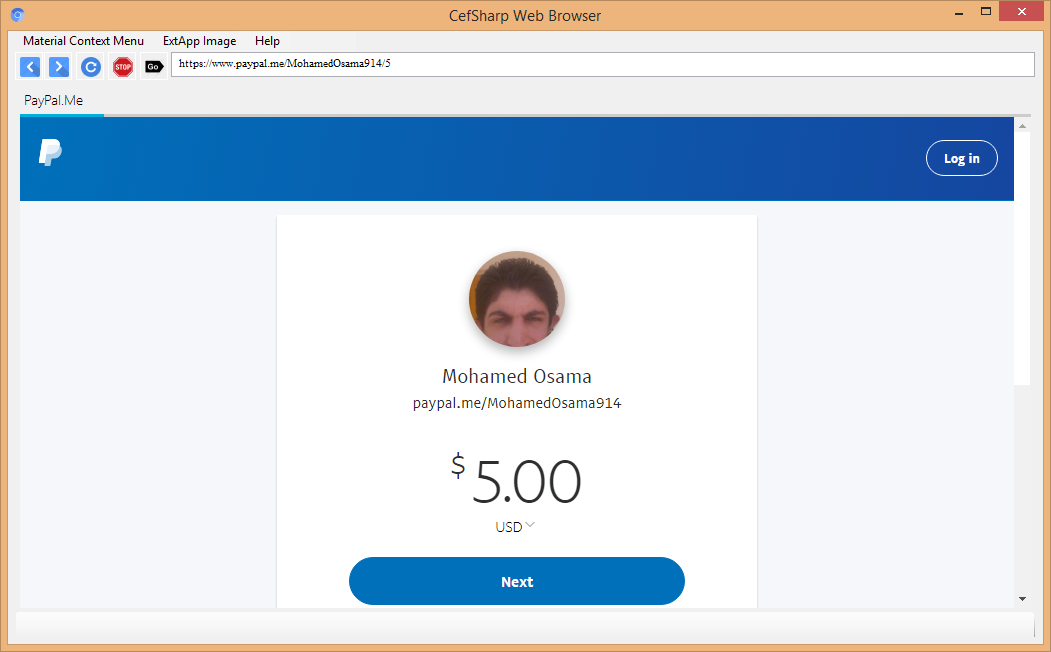 CefSharp Web Browser
Material Context Menu ExtApp Image Help
STOP Go https://www.paypal.me/MohamedOsama914/5
PayPal.Me
Log in
Mohamed Osama
paypal.me/MohamedOsama914
$5.00
USD
Next